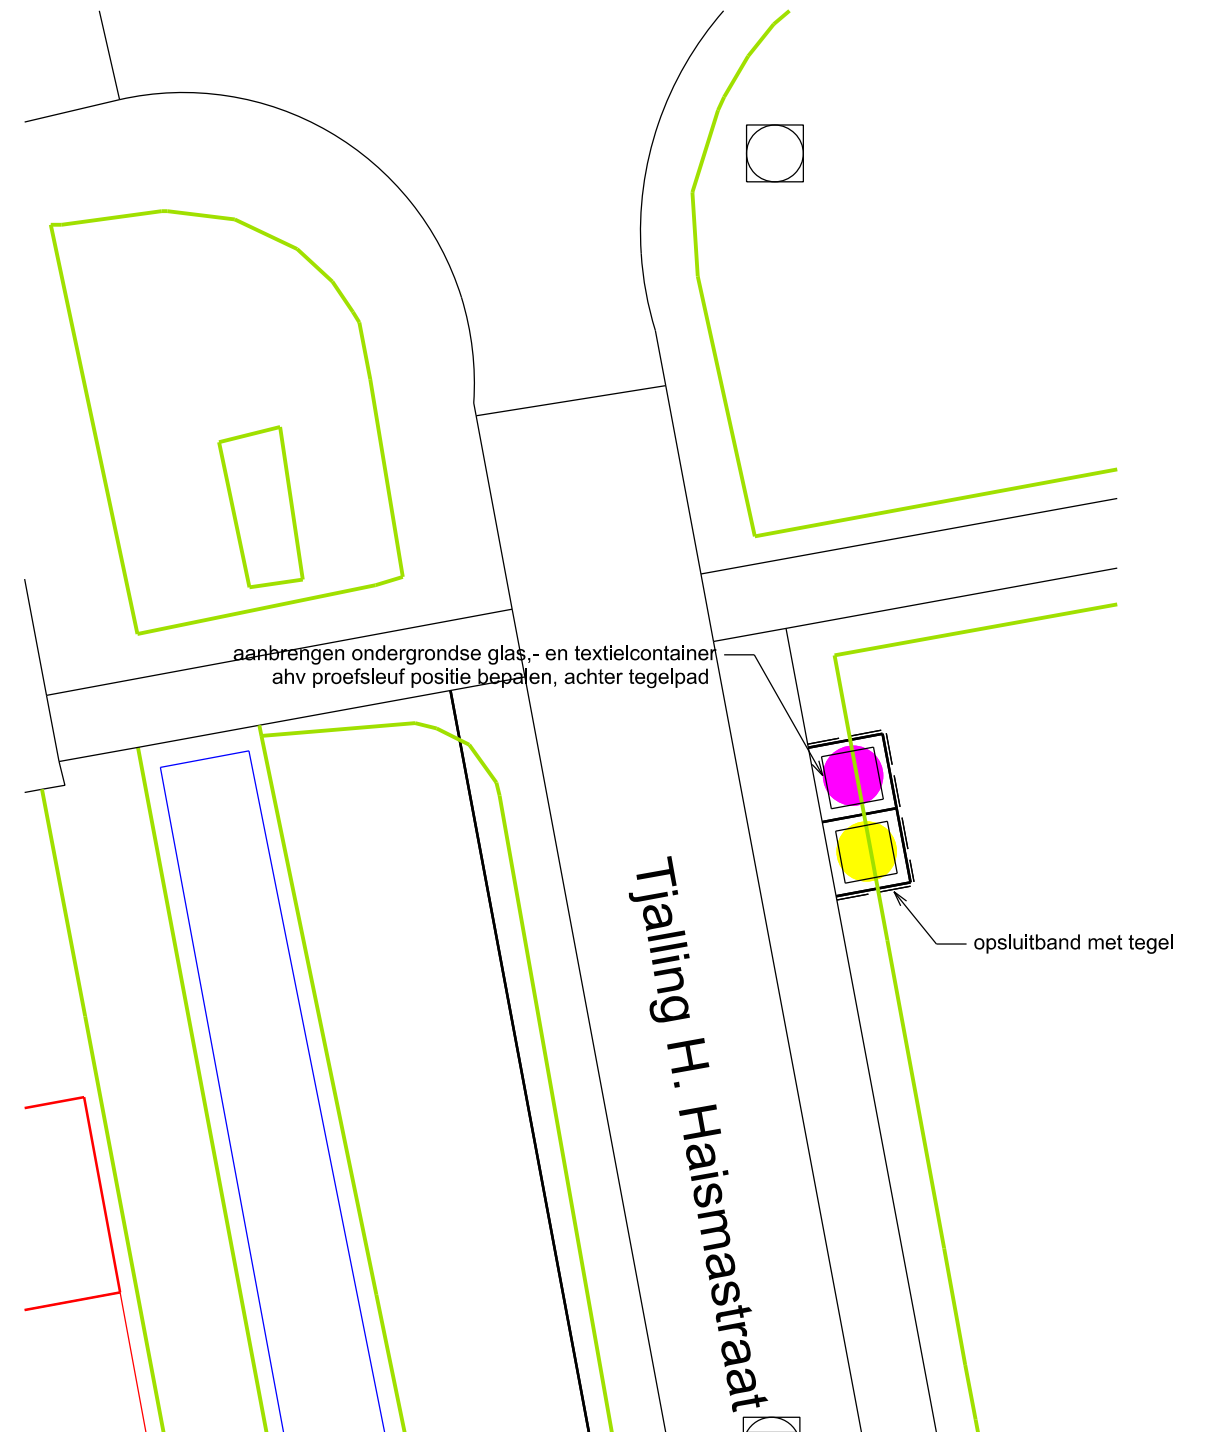 aanbrengen ondergrondse glas,- en textielcontainer
ahv proefsleuf positie bepalen, achter tegelpad
opsluitband met tegel
Tjalling H. Haismastraat